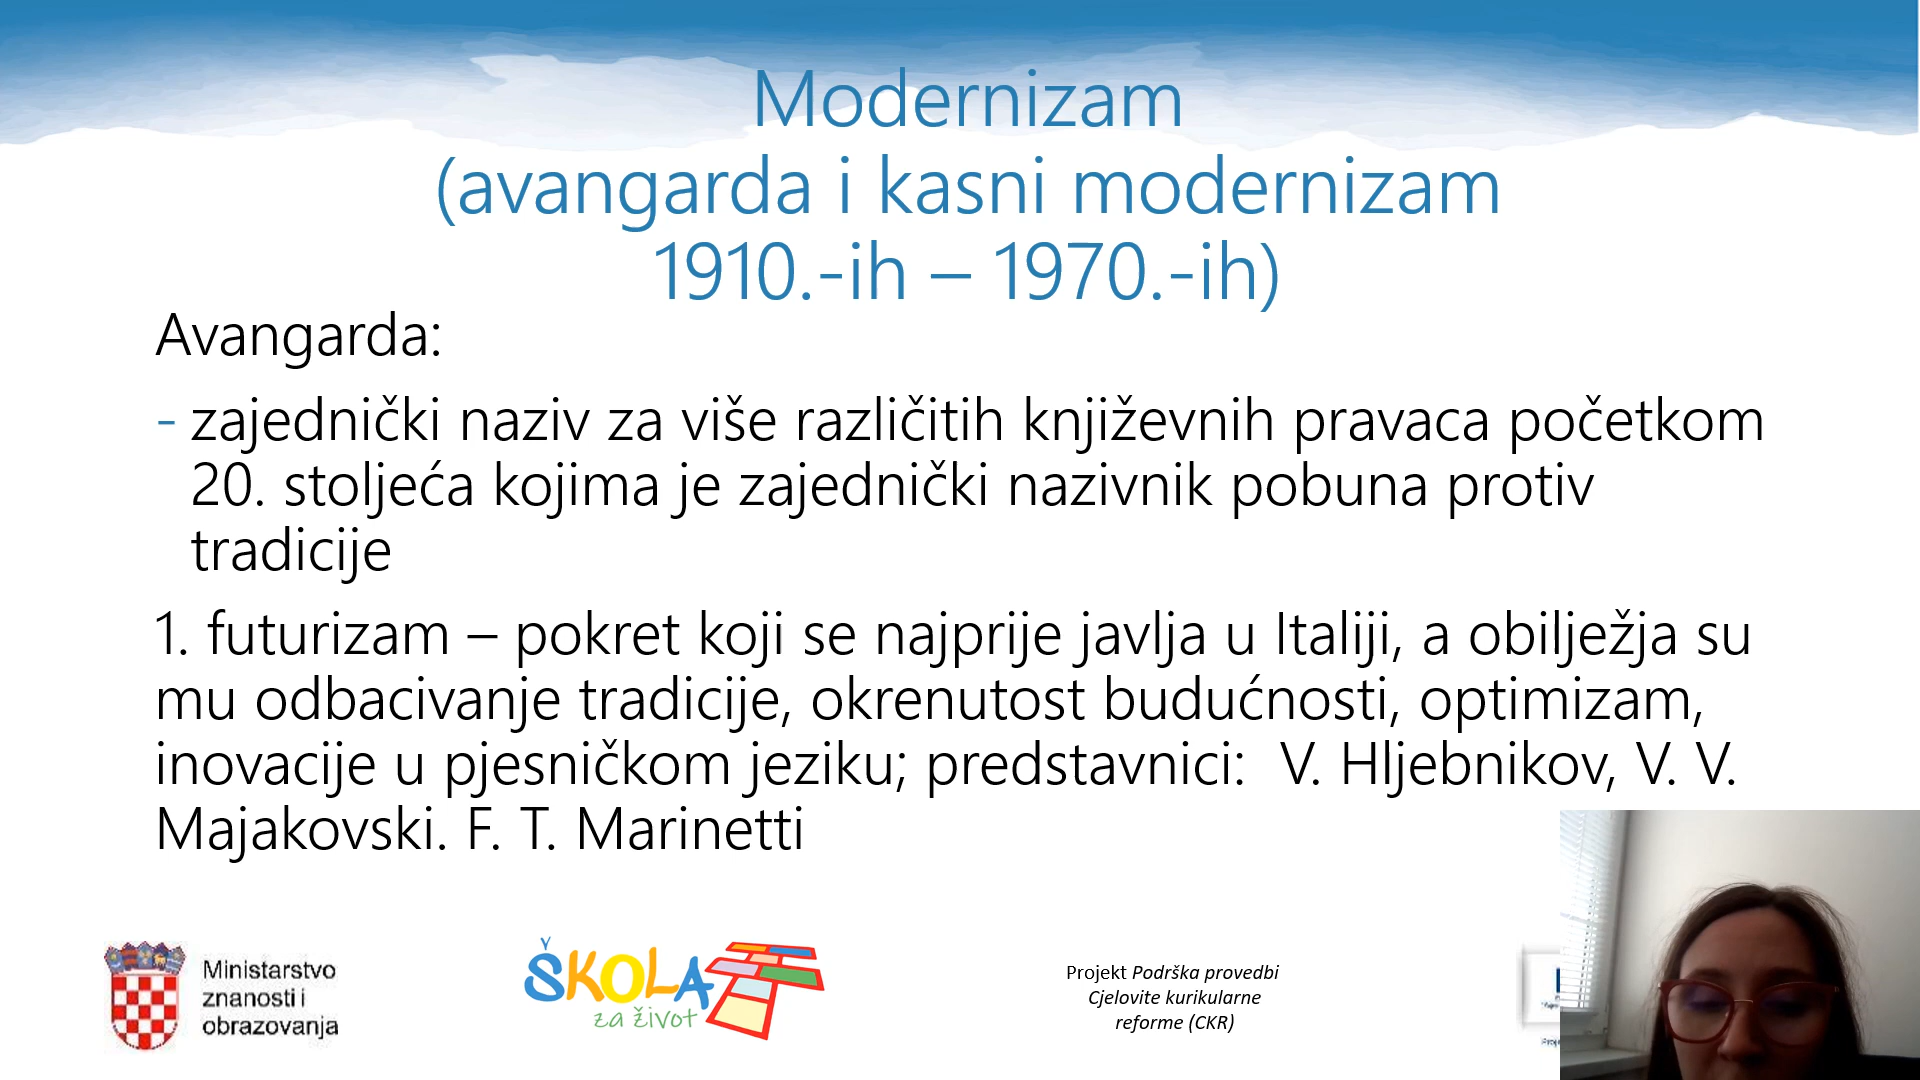 Modernizam
(avangarda i kasni modernizam
1910.-ih – 1970.-ih)
Avangarda:
- zajednički naziv za više različitih književnih pravaca početkom
20. stoljeća kojima je zajednički nazivnik pobuna protiv
tradicije
1. futurizam – pokret koji se najprije javlja u Italiji, a obilježja su
mu odbacivanje tradicije, okrenutost budućnosti, optimizam,
inovacije u pjesničkom jeziku; predstavnici: V. Hljebnikov, V. V.
Majakovski. F. T. Marinetti
Ministarstvo
znanosti i
obrazovanja
ŠKOLA
za život
Projekt Podrška provedbi
Cjelovite kurikularne
reforme (CKR)